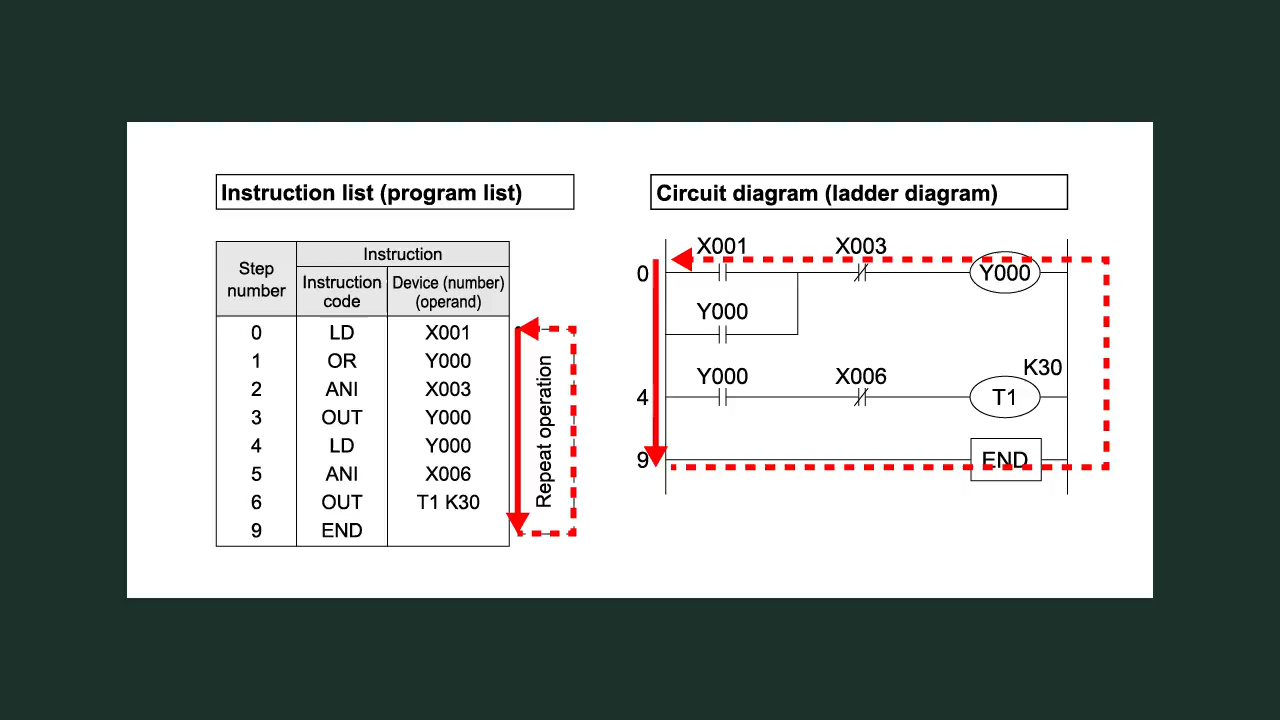 Instruction list (program list)
Step number
Instruction
Instruction code
Device (number) (operand)
0 LD X001
1 OR Y000
2 ANI X003
3 OUT Y000
4 LD Y000
5 ANI X006
6 OUT T1 K30
9 END
Repeat operation
Circuit diagram (ladder diagram)
X001 X003
0 Y000
Y000
Y000 X006 K30
4 T1
9 END